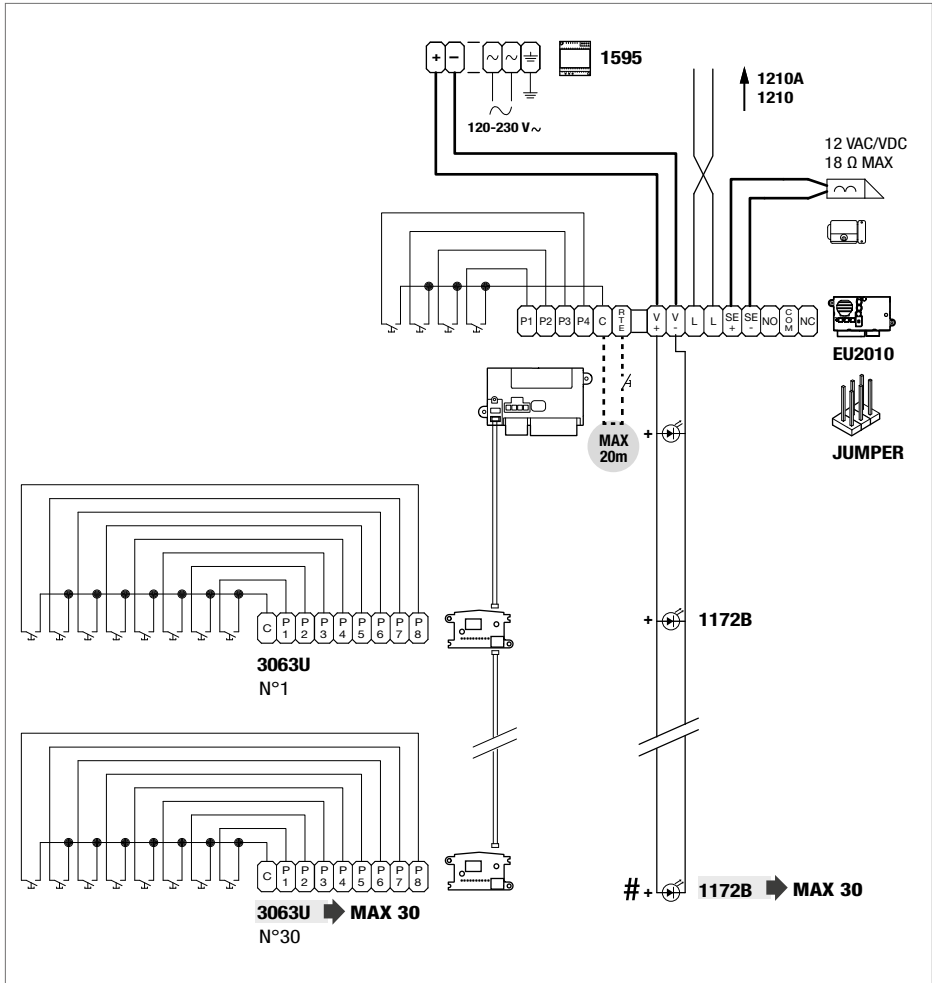 + − ~ ~
1595
120-230 V~
1210A
1210
12 VAC/VDC
18 Ω MAX
P1 P2 P3 P4 C RTE V+ V- L L SE+ SE- NO COM NC
EU2010
JUMPER
MAX
20m
+
C P1 P2 P3 P4 P5 P6 P7 P8
3063U
N°1
+ 1172B
C P1 P2 P3 P4 P5 P6 P7 P8
3063U MAX 30
N°30
# + 1172B MAX 30